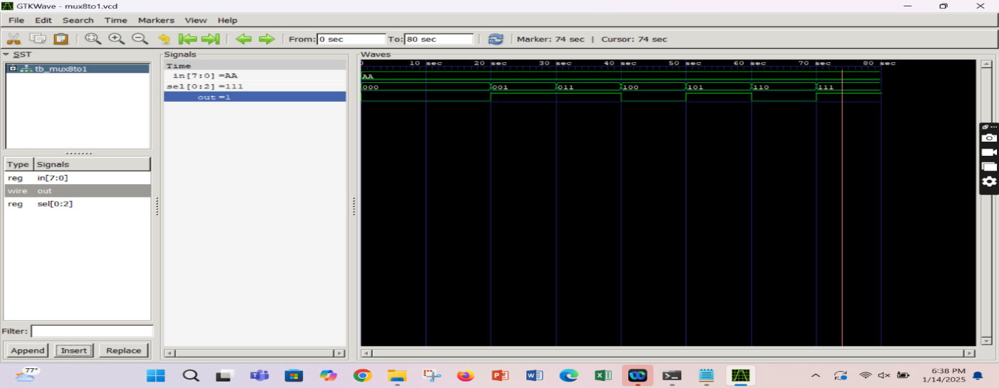 GTKWave - mux8to1.vcd
File Edit Search Time Markers View Help
From: 0 sec To: 80 sec Marker: 74 sec | Cursor: 74 sec
SST
tb_mux8to1
Type Signals
reg in[7:0]
wire out
reg sel[0:2]
Filter:
Append Insert Replace
Signals
Time
in[7:0] =AA
sel[0:2] =111
out =1
Waves
0 10 sec 20 sec 30 sec 40 sec 50 sec 60 sec 70 sec 80 sec
AA
000 001 011 100 101 110 111
77°
6:38 PM
1/14/2025